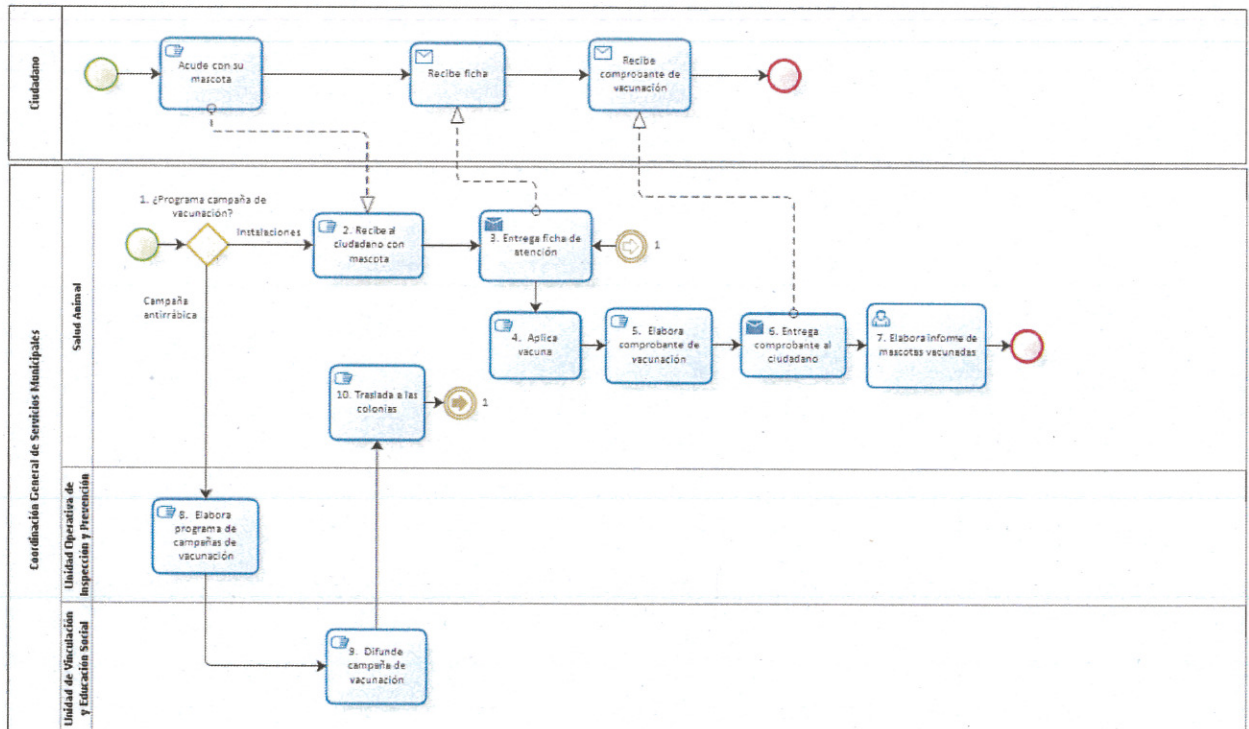 Ciudadano
Acude con su
mascota
Recibe ficha
Recibe
comprobante de
vacunación
Coordinación General de Servicios Municipales
Salud Animal
1. ¿Programa campaña de
vacunación?
Instalaciones
Campaña
antirrábica
2. Recibe al
ciudadano con
mascota
3. Entrega ficha de
atención
1
4. Aplica
vacuna
5. Elabora
comprobante de
vacunación
6. Entrega
comprobante al
ciudadano
7. Elabora informe de
mascotas vacunadas
10. Traslada a las
colonias
1
Unidad Operativa de
Inspección y Prevención
8. Elabora
programa de
campañas de
vacunación
Unidad de Vinculación
y Educación Social
9. Difunde
campaña de
vacunación